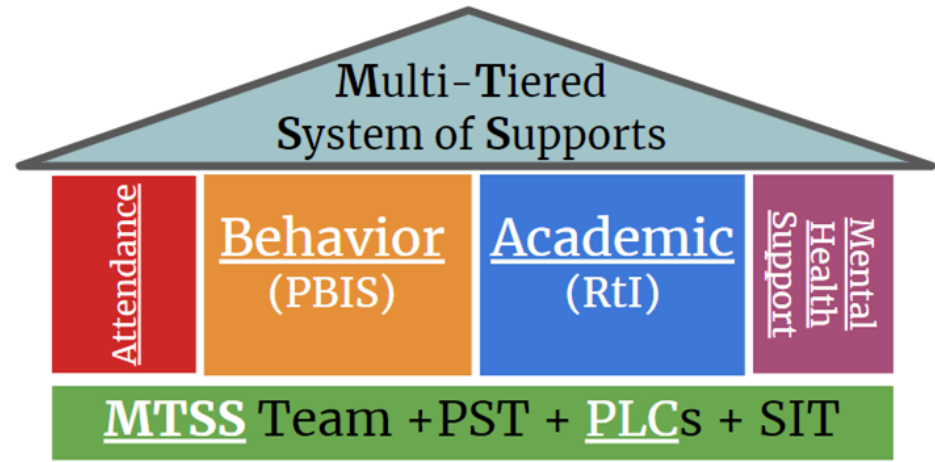 Multi-Tiered
System of Supports
Attendance
Behavior
(PBIS)
Academic
(RtI)
Mental
Health
Support
MTSS Team +PST + PLCs + SIT